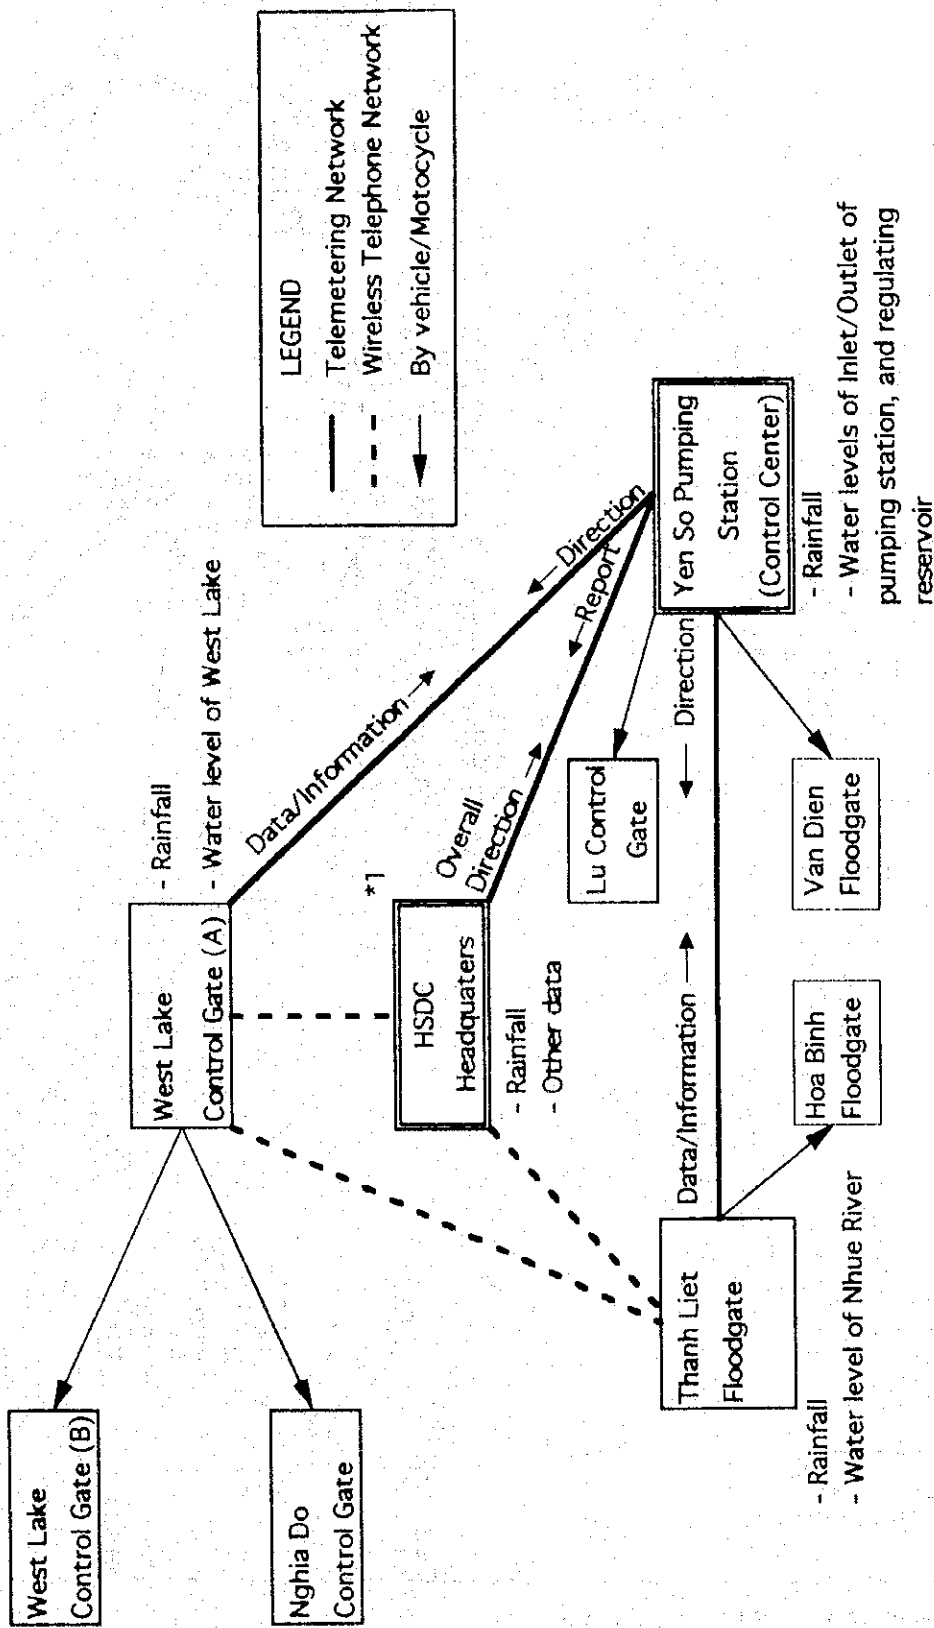 West Lake
Control Gate (B)
Nghia Do
Control Gate
West Lake
Control Gate (A)
- Rainfall
- Water level of West Lake
LEGEND
Telemetering Network
Wireless Telephone Network
By vehicle/Motocycle
Data/Information
Direction
*1
HSDC
Headquaters
- Rainfall
- Other data
Overall
Direction
Report
Lu Control
Gate
Yen So Pumping
Station
(Control Center)
- Rainfall
- Water levels of Inlet/Outlet of
pumping station, and regulating
reservoir
Thanh Liet
Floodgate
- Rainfall
- Water level of Nhue River
Data/Information
Direction
Hoa Binh
Floodgate
Van Dien
Floodgate